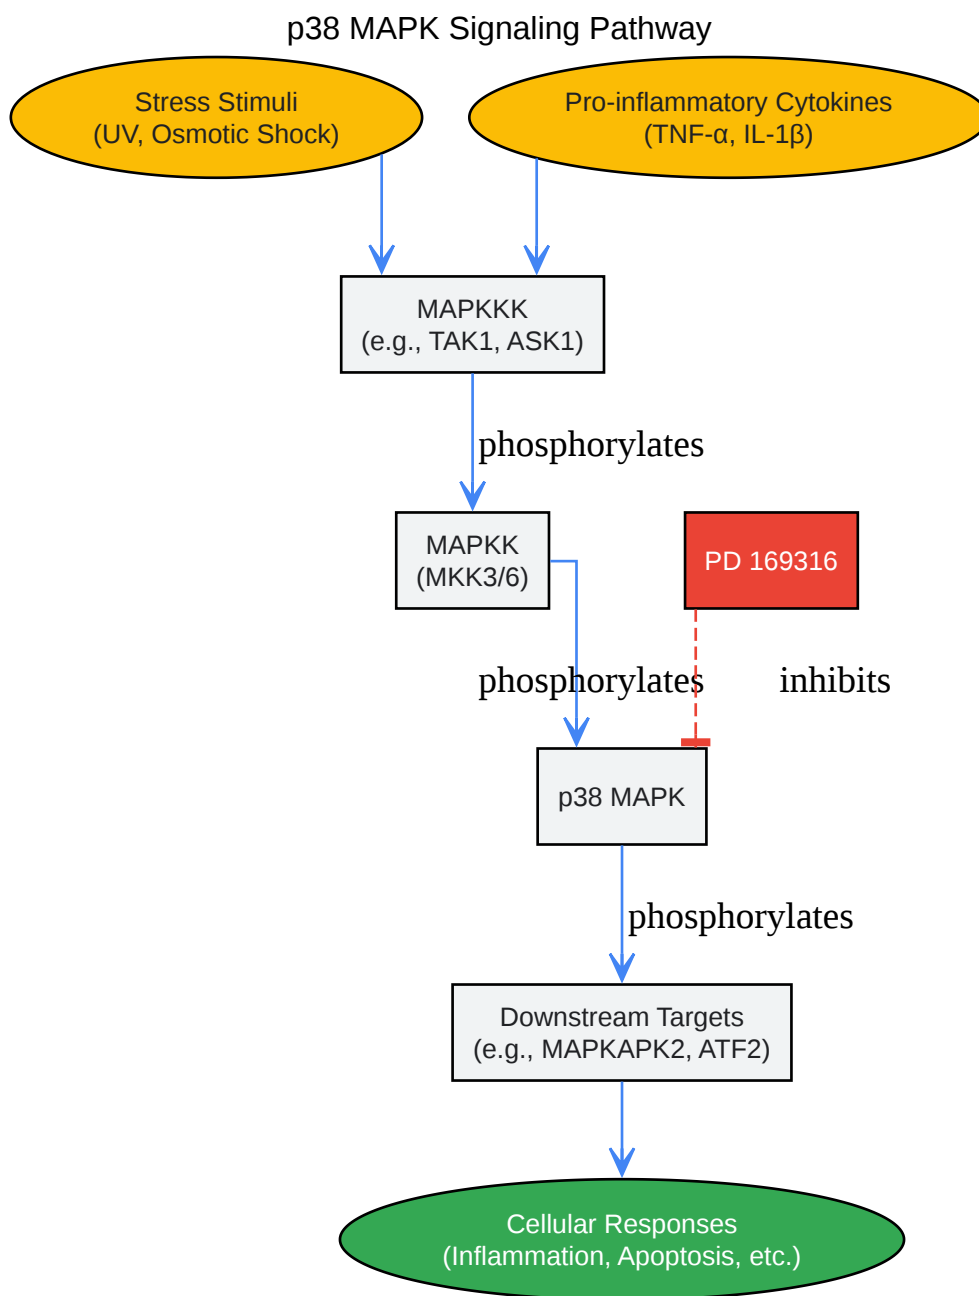 p38 MAPK Signaling Pathway
Stress Stimuli
(UV, Osmotic Shock)
Pro-inflammatory Cytokines
(TNF-α, IL-1β)
MAPKKK
(e.g., TAK1, ASK1)
phosphorylates
MAPKK
(MKK3/6)
PD 169316
phosphorylates
inhibits
p38 MAPK
phosphorylates
Downstream Targets
(e.g., MAPKAPK2, ATF2)
Cellular Responses
(Inflammation, Apoptosis, etc.)